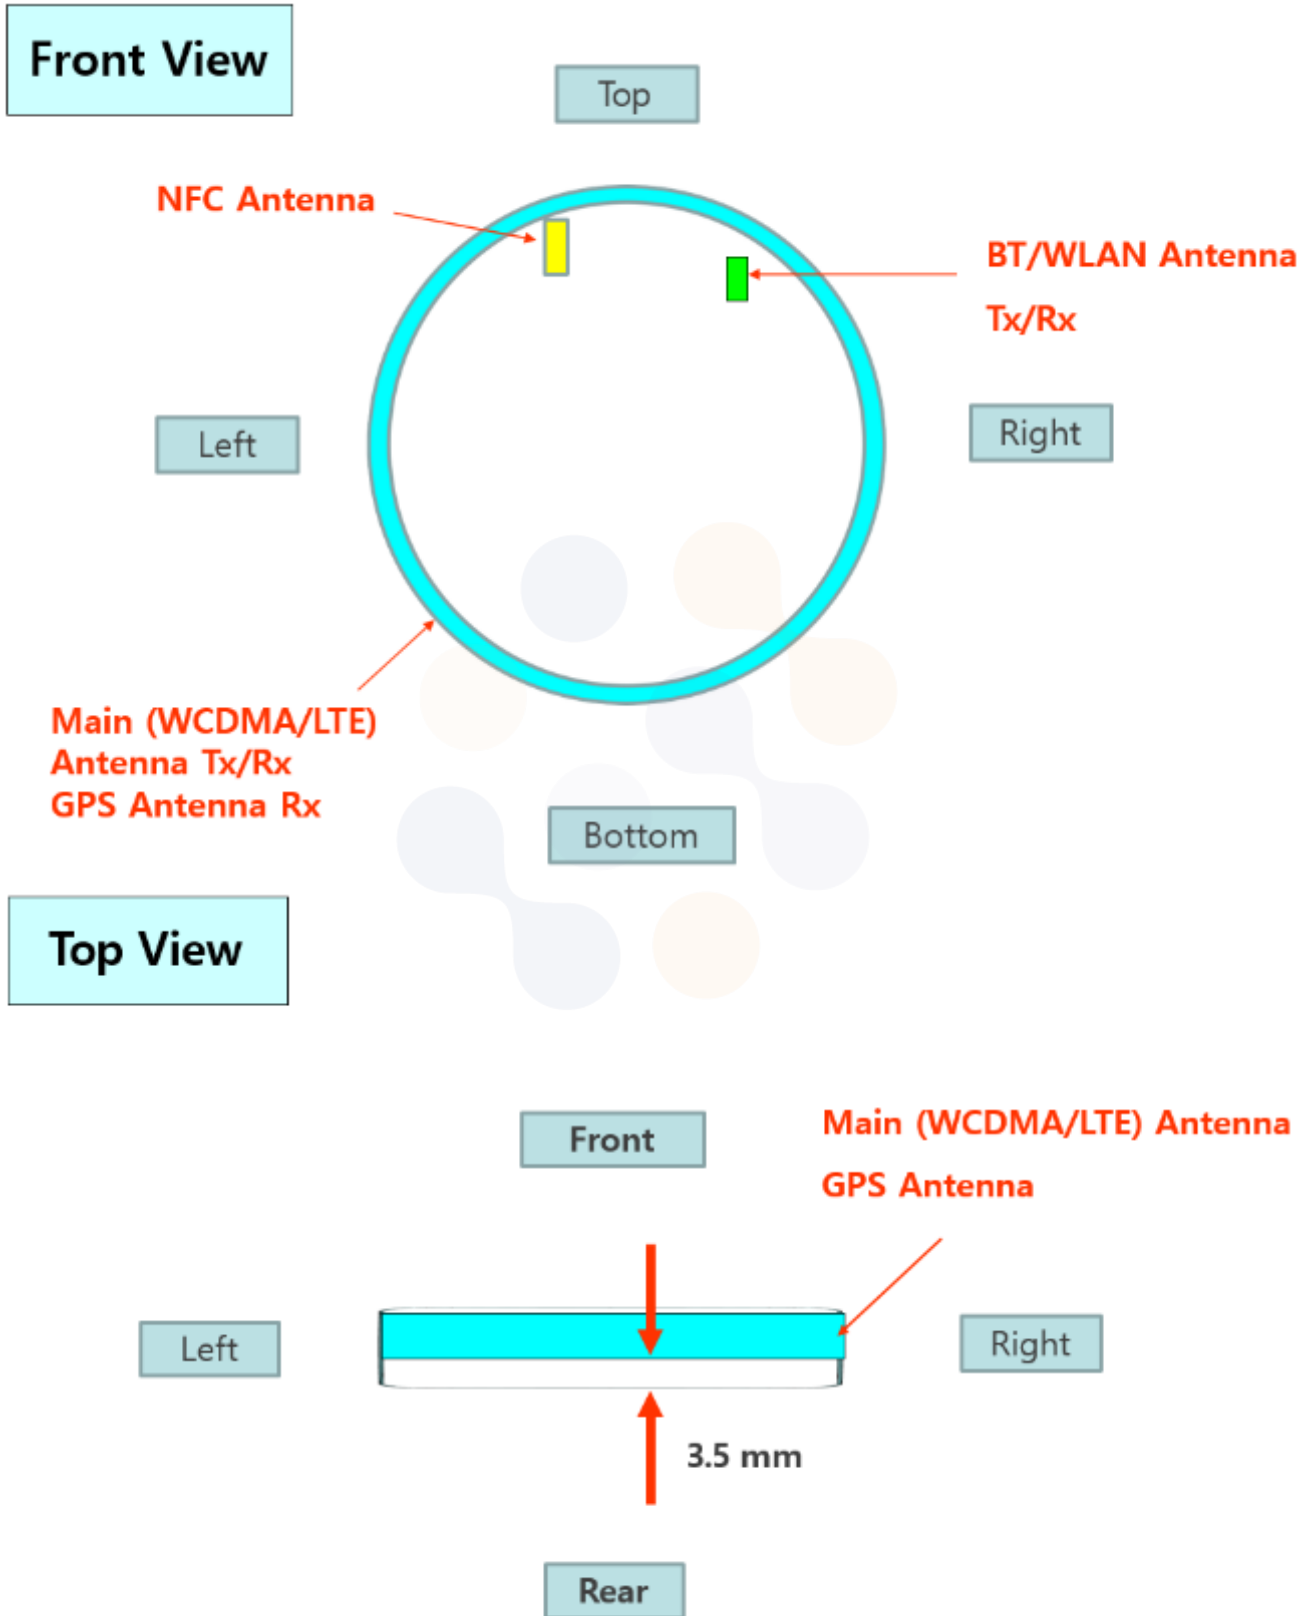 Front View
Top
NFC Antenna
BT/WLAN Antenna
Tx/Rx
Left
Right
Main (WCDMA/LTE)
Antenna Tx/Rx
GPS Antenna Rx
Bottom
Top View
Front
Main (WCDMA/LTE) Antenna
GPS Antenna
Left
Right
3.5 mm
Rear